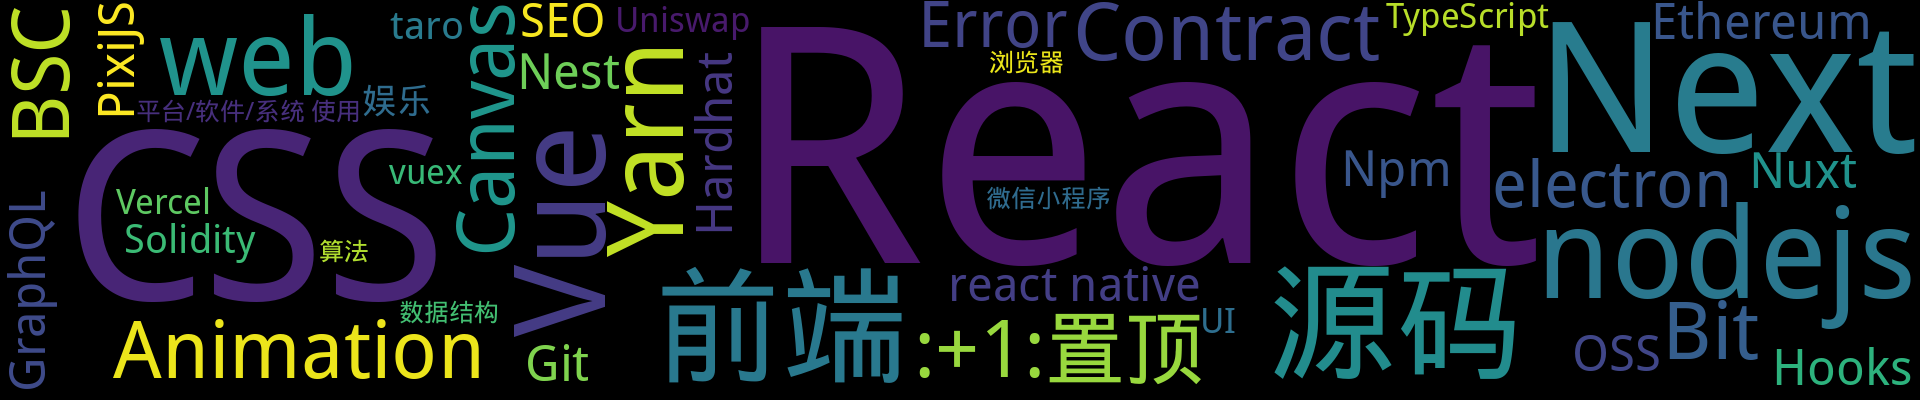 BSC
PixiJS
web
taro
Canvas
SEO
Uniswap
Error
Contract
TypeScript
Ethereum
Nest
Yarn
Hardhat
浏览器
React
Next
平台/软件/系统 使用
娱乐
CSS
vuex
Vue
Npm
electron
Nuxt
微信小程序
Vercel
Solidity
算法
GraphQL
nodejs
数据结构
前端
react native
源码
UI
Bit
Animation
Git
:+1:置顶
OSS
Hooks